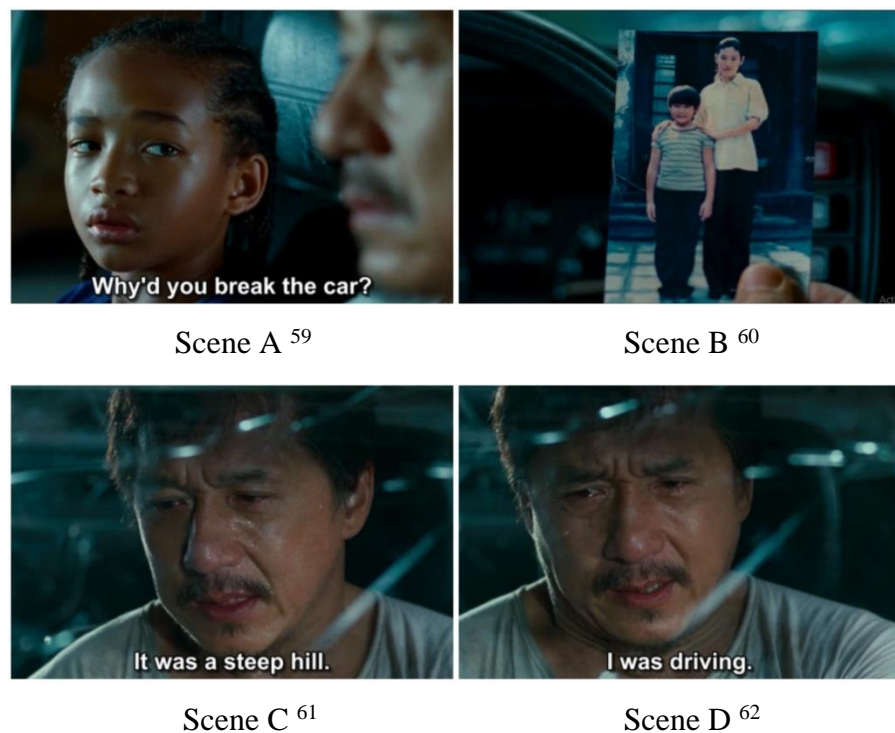 Why'd you break the car?
Act
Scene A 59
Scene B 60
It was a steep hill.
I was driving.
Scene C 61
Scene D 62